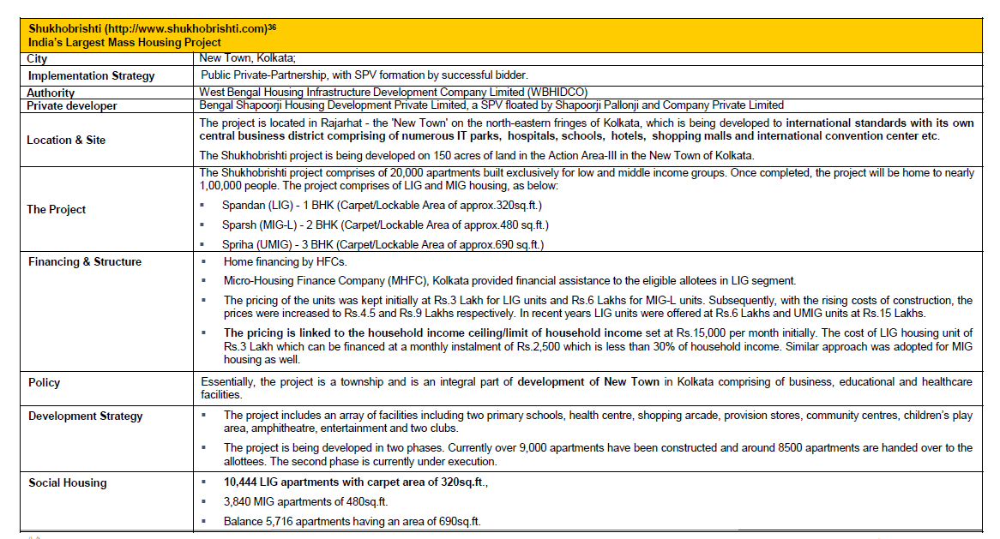 Shukhobrishti (http://www.shukhobrishti.com)36
India's Largest Mass Housing Project
City
New Town, Kolkata;
Implementation Strategy
Public Private-Partnership, with SPV formation by successful bidder.
Authority
West Bengal Housing Infrastructure Development Company Limited (WBHIDCO)
Private developer
Bengal Shapoorji Housing Development Private Limited, a SPV floated by Shapoorji Pallonji and Company Private Limited
Location & Site
The project is located in Rajarhat - the 'New Town' on the north-eastern fringes of Kolkata, which is being developed to international standards with its own
central business district comprising of numerous IT parks, hospitals, schools, hotels, shopping malls and international convention center etc.
The Shukhobrishti project is being developed on 150 acres of land in the Action Area-III in the New Town of Kolkata.
The Project
The Shukhobrishti project comprises of 20,000 apartments built exclusively for low and middle income groups. Once completed, the project will be home to nearly
1,00,000 people. The project comprises of LIG and MIG housing, as below:
▪ Spandan (LIG) - 1 BHK (Carpet/Lockable Area of approx.320sq.ft.)
▪ Sparsh (MIG-L) - 2 BHK (Carpet/Lockable Area of approx.480 sq.ft.)
▪ Spriha (UMIG) - 3 BHK (Carpet/Lockable Area of approx.690 sq.ft.)
Financing & Structure
▪ Home financing by HFCs.
▪ Micro-Housing Finance Company (MHFC), Kolkata provided financial assistance to the eligible allotees in LIG segment.
▪ The pricing of the units was kept initially at Rs.3 Lakh for LIG units and Rs.6 Lakhs for MIG-L units. Subsequently, with the rising costs of construction, the
prices were increased to Rs.4.5 and Rs.9 Lakhs respectively. In recent years LIG units were offered at Rs.6 Lakhs and UMIG units at Rs.15 Lakhs.
▪ The pricing is linked to the household income ceiling/limit of household income set at Rs.15,000 per month initially. The cost of LIG housing unit of
Rs.3 Lakh which can be financed at a monthly instalment of Rs.2,500 which is less than 30% of household income. Similar approach was adopted for MIG
housing as well.
Policy
Essentially, the project is a township and is an integral part of development of New Town in Kolkata comprising of business, educational and healthcare
facilities.
Development Strategy
▪ The project includes an array of facilities including two primary schools, health centre, shopping arcade, provision stores, community centres, children's play
area, amphitheatre, entertainment and two clubs.
▪ The project is being developed in two phases. Currently over 9,000 apartments have been constructed and around 8500 apartments are handed over to the
allottees. The second phase is currently under execution.
Social Housing
▪ 10,444 LIG apartments with carpet area of 320sq.ft.,
▪ 3,840 MIG apartments of 480sq.ft.
▪ Balance 5,716 apartments having an area of 690sq.ft.